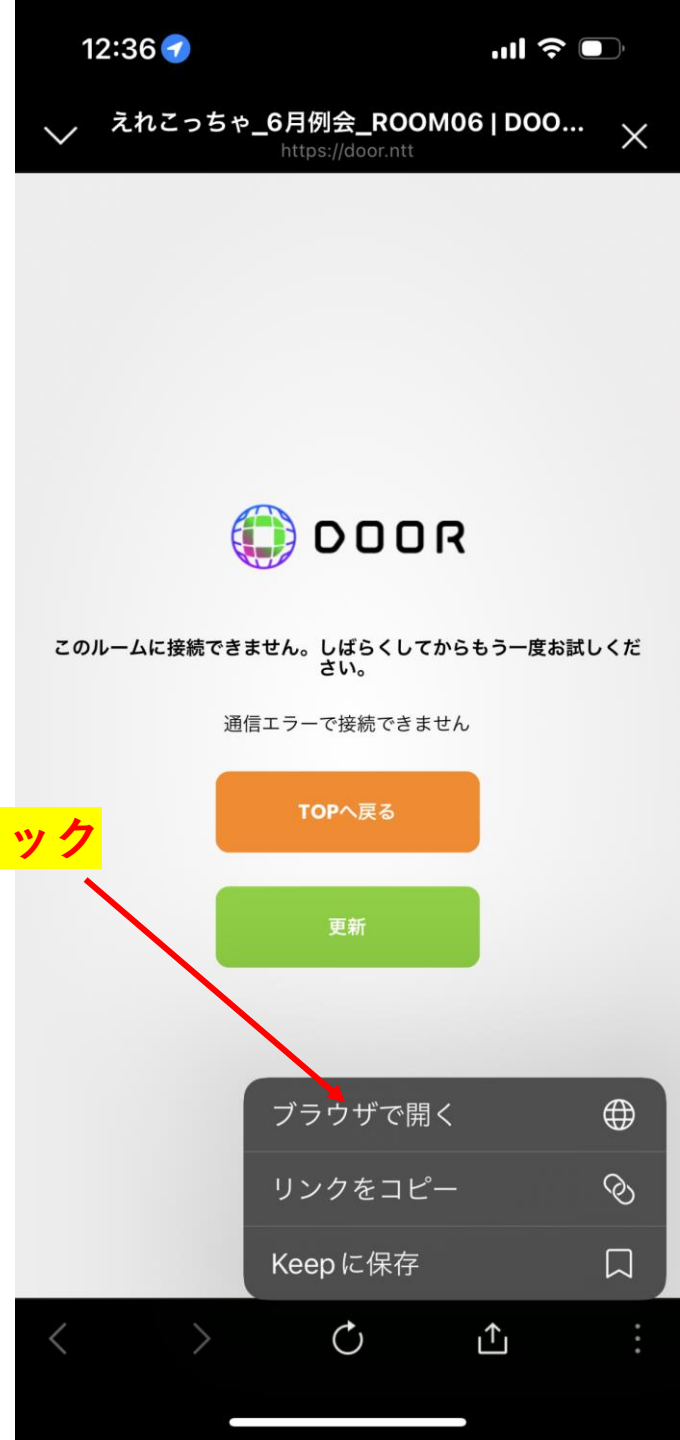 12:36
えれこっちゃ_6月例会_ROOM06 | DOO...
https://door.ntt
DOOR
このルームに接続できません。しばらくしてからもう一度お試しくだ
さい。
通信エラーで接続できません
TOPへ戻る
ック
更新
ブラウザで開く
リンクをコピー
Keepに保存